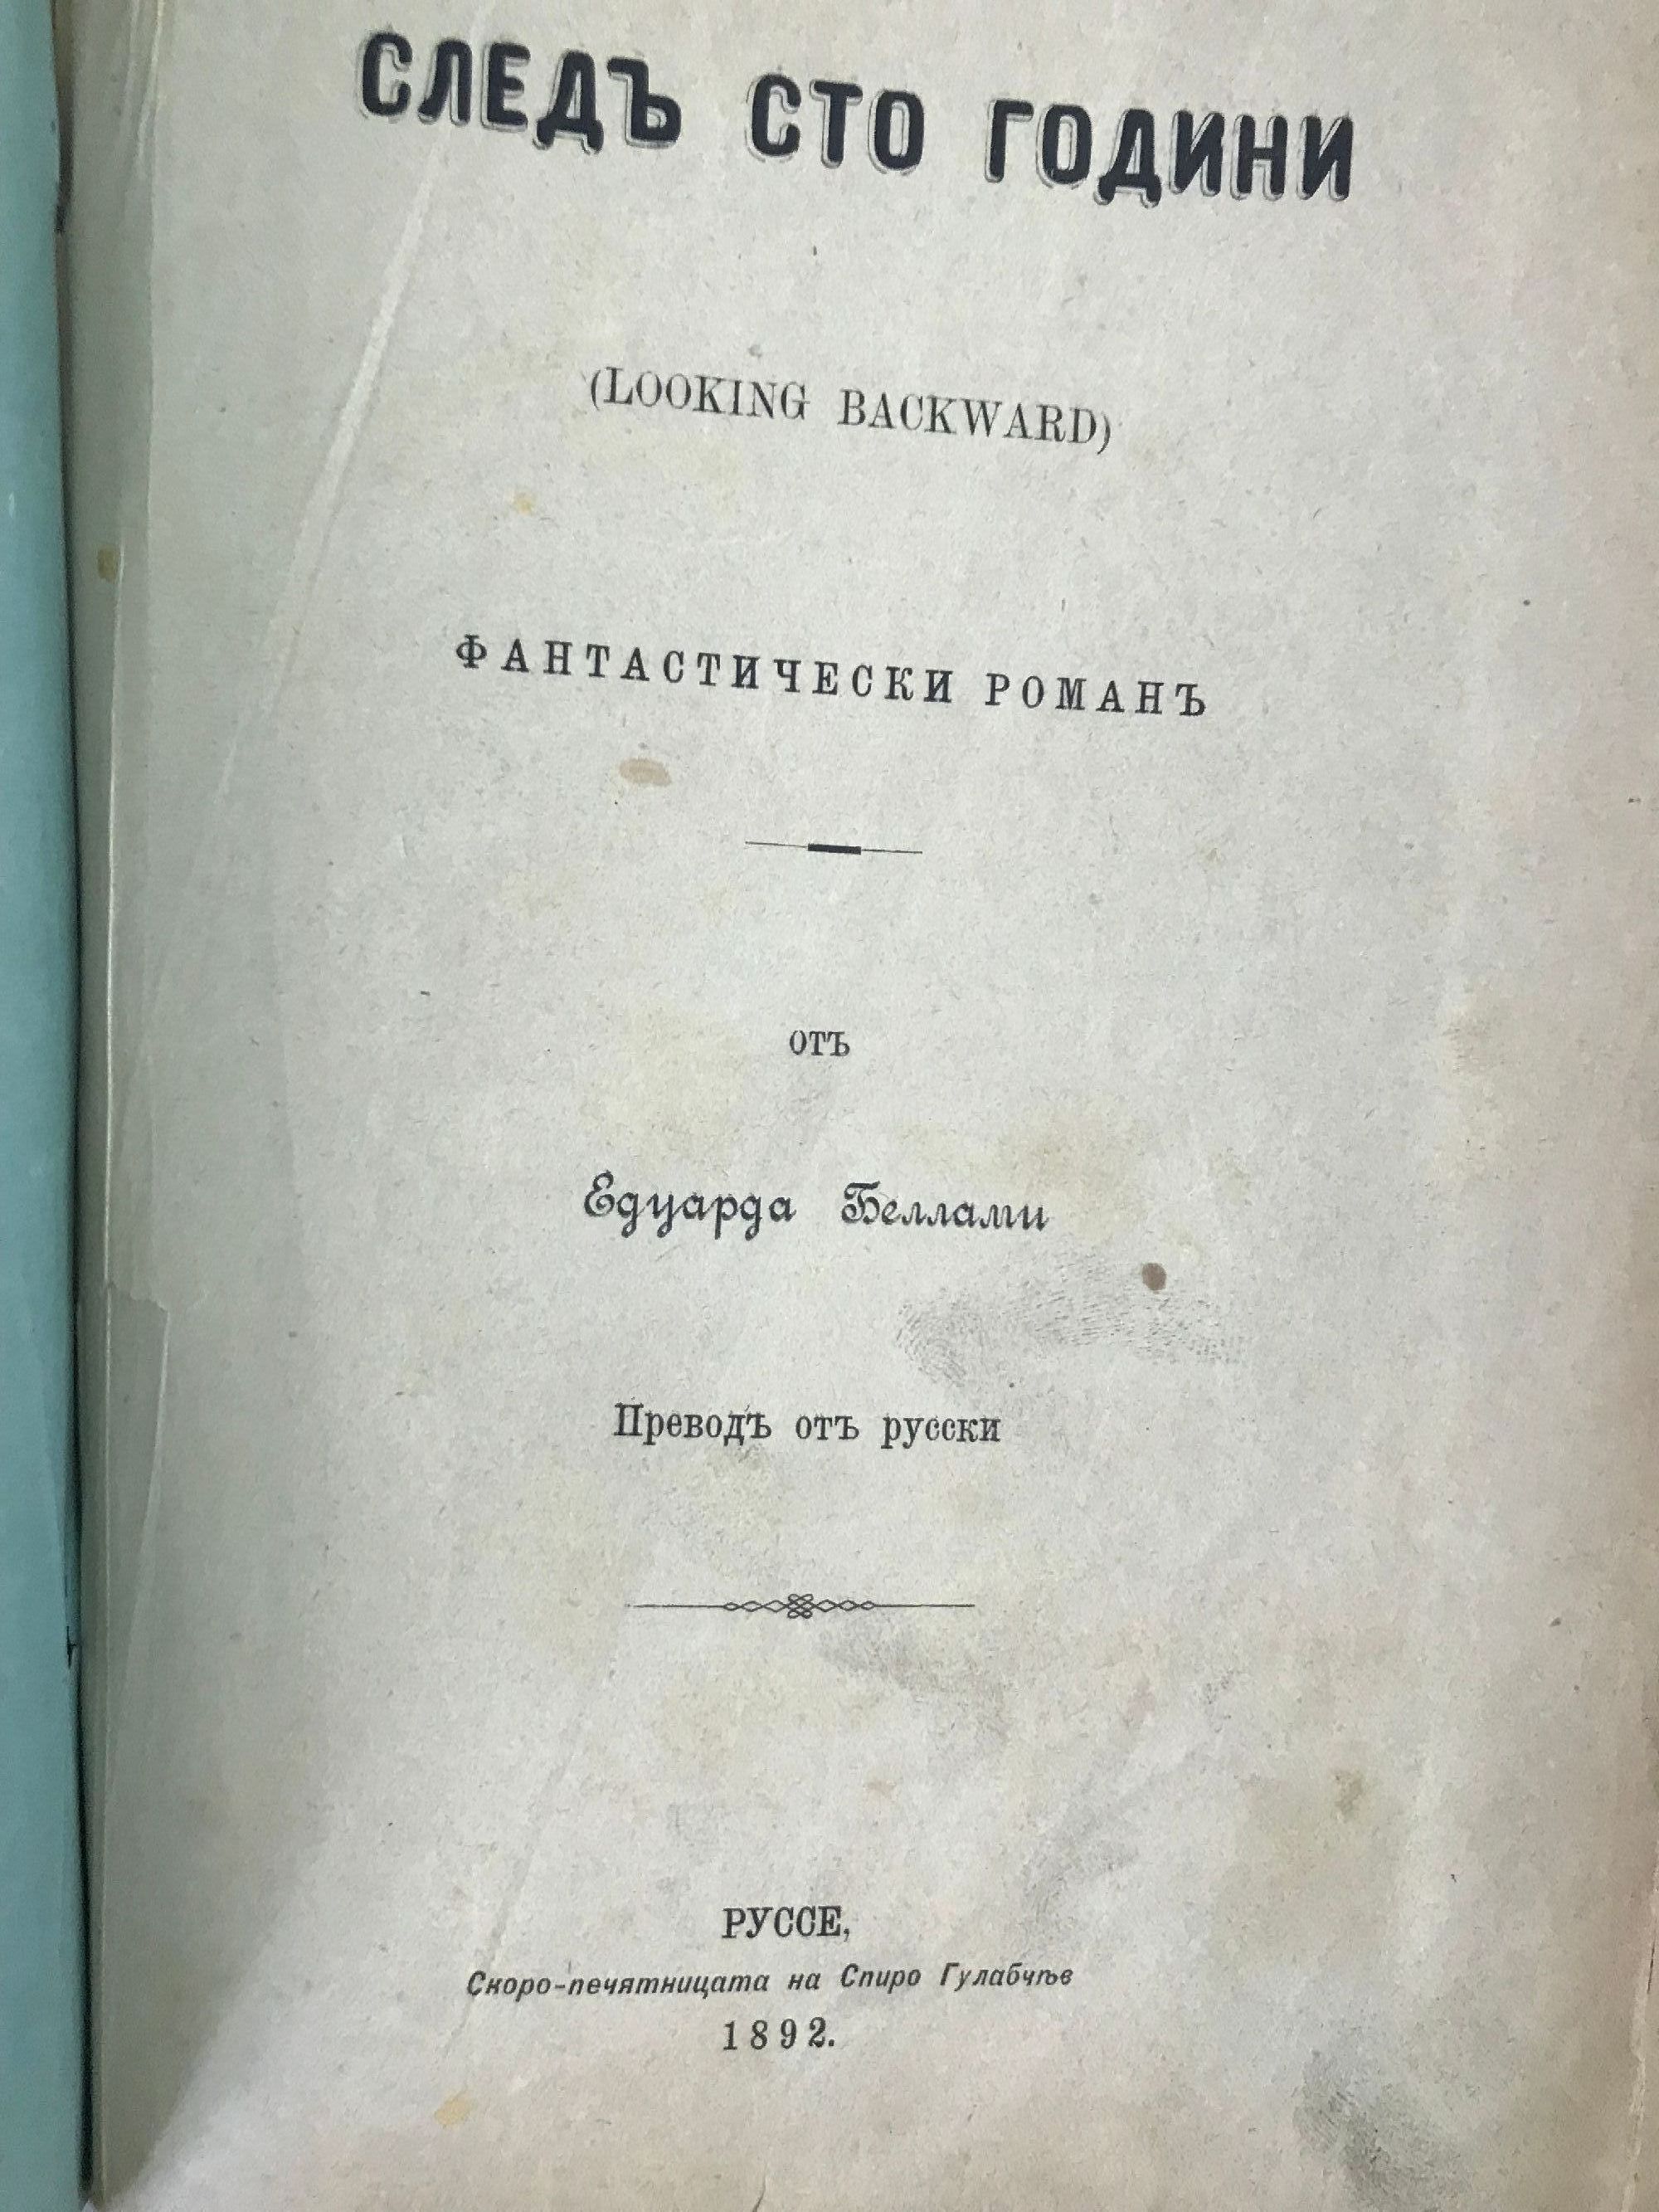 СЛЕДЪ СТО ГОДИНИ
(LOOKING BACKWARD)
ФАНТАСТИЧЕСКИ РОМАНЪ
отъ
Едуарда Беллами
Преводъ отъ русски
РУССЕ,
Скоро-печятницата на Спиро Гулабчѣв
1892.